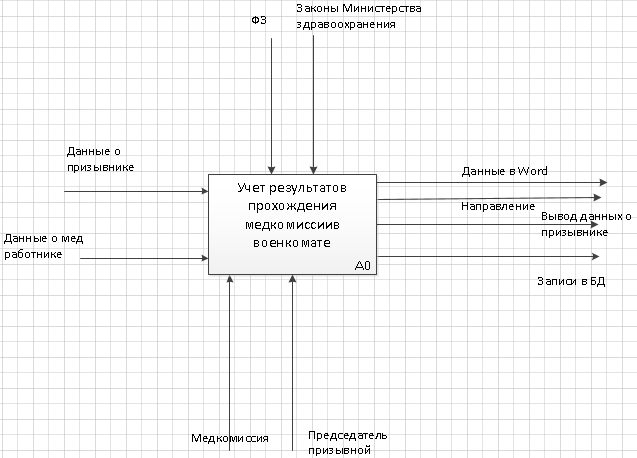 ФЗ
Законы Министерства
здравоохранения
Данные о
призывнике
Данные о мед
работнике
Учет результатов
прохождения
медкомиссиив
военкомате
A0
Данные в Word
Направление
Вывод данных о
призывнике
Записи в БД
Медкомиссия
Председатель
призывной